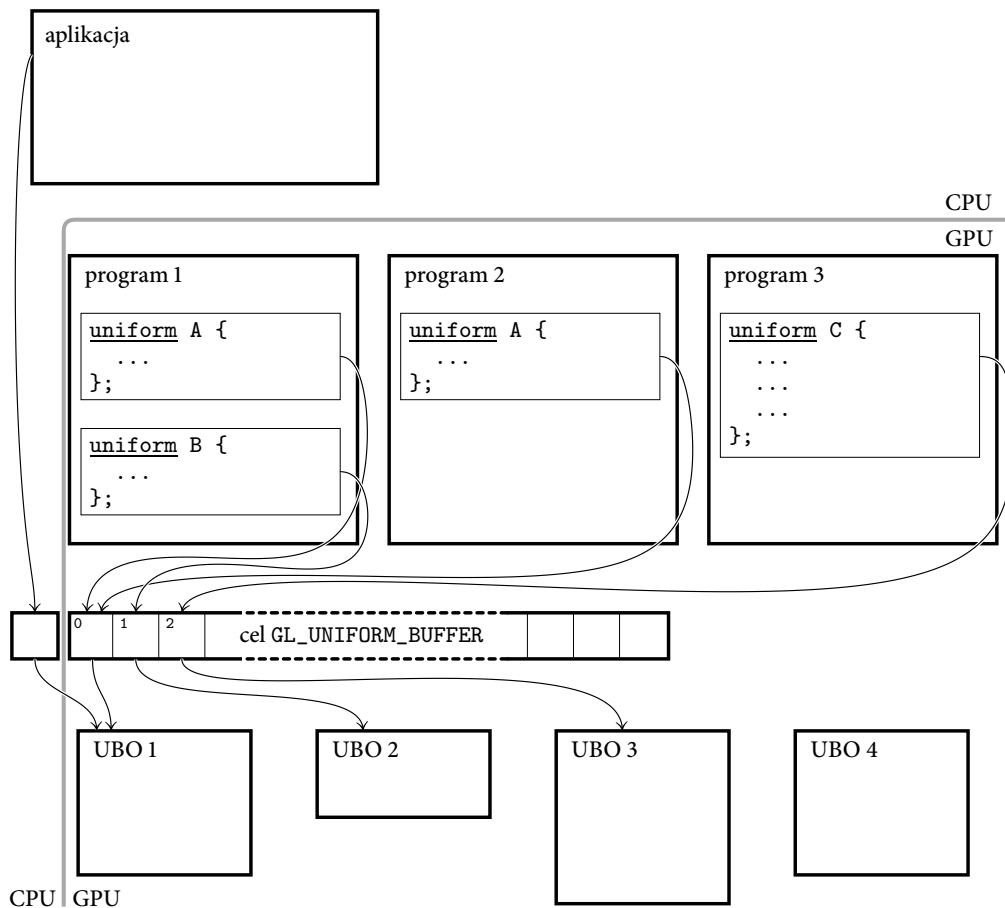 aplikacja
CPU
GPU
program 1
uniform A {
...
};
uniform B {
...
};
program 2
uniform A {
...
};
program 3
uniform C {
...
...
...
};
0 1 2 cel GL_UNIFORM_BUFFER
UBO 1
UBO 2
UBO 3
UBO 4
CPU GPU